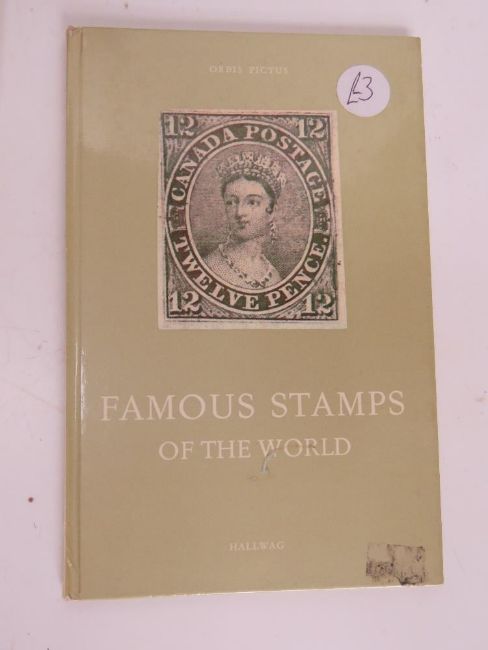 ORBIS PICTUS
£3
12 12
CANADA POSTAGE
TWELVE PENCE.
12 12
FAMOUS STAMPS
OF THE WORLD
HALLWAG